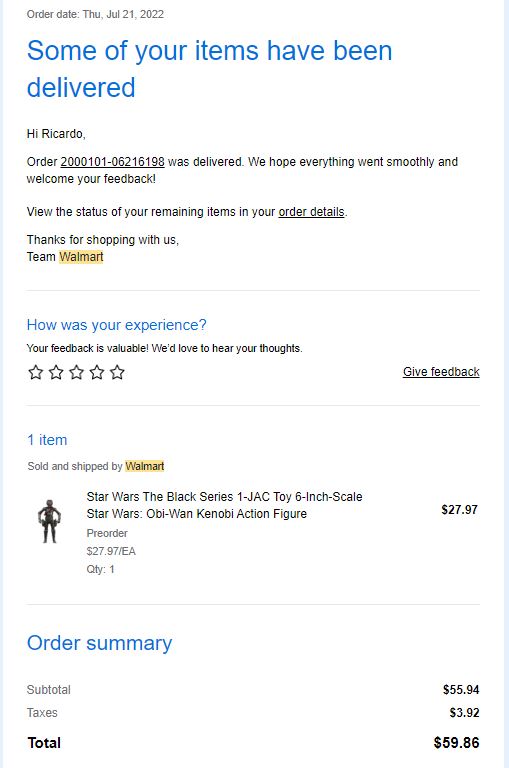 Order date: Thu, Jul 21, 2022
Some of your items have been
delivered
Hi Ricardo,
Order 2000101-06216198 was delivered. We hope everything went smoothly and
welcome your feedback!
View the status of your remaining items in your order details.
Thanks for shopping with us,
Team Walmart
How was your experience?
Your feedback is valuable! We'd love to hear your thoughts.
Give feedback
1 item
Sold and shipped by Walmart
Star Wars The Black Series 1-JAC Toy 6-Inch-Scale
Star Wars: Obi-Wan Kenobi Action Figure
$27.97
Preorder
$27.97/EA
Qty: 1
Order summary
Subtotal $55.94
Taxes $3.92
Total $59.86